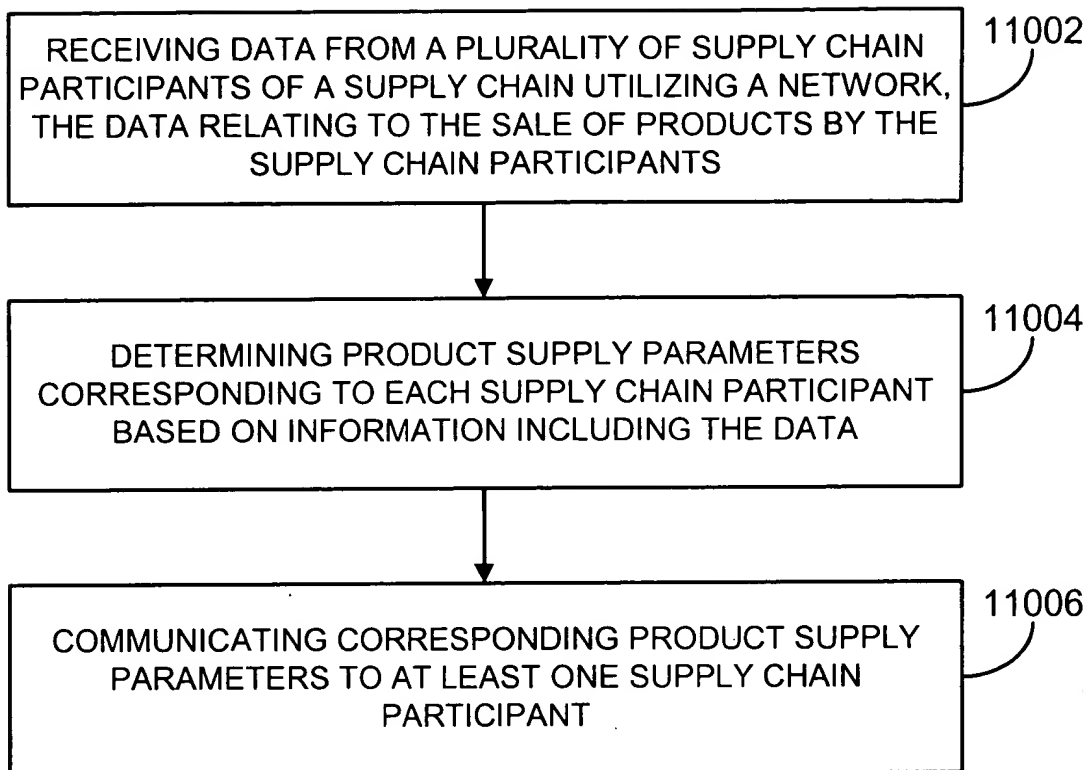 RECEIVING DATA FROM A PLURALITY OF SUPPLY CHAIN
PARTICIPANTS OF A SUPPLY CHAIN UTILIZING A NETWORK,
THE DATA RELATING TO THE SALE OF PRODUCTS BY THE
SUPPLY CHAIN PARTICIPANTS
11002
DETERMINING PRODUCT SUPPLY PARAMETERS
CORRESPONDING TO EACH SUPPLY CHAIN PARTICIPANT
BASED ON INFORMATION INCLUDING THE DATA
11004
COMMUNICATING CORRESPONDING PRODUCT SUPPLY
PARAMETERS TO AT LEAST ONE SUPPLY CHAIN
PARTICIPANT
11006